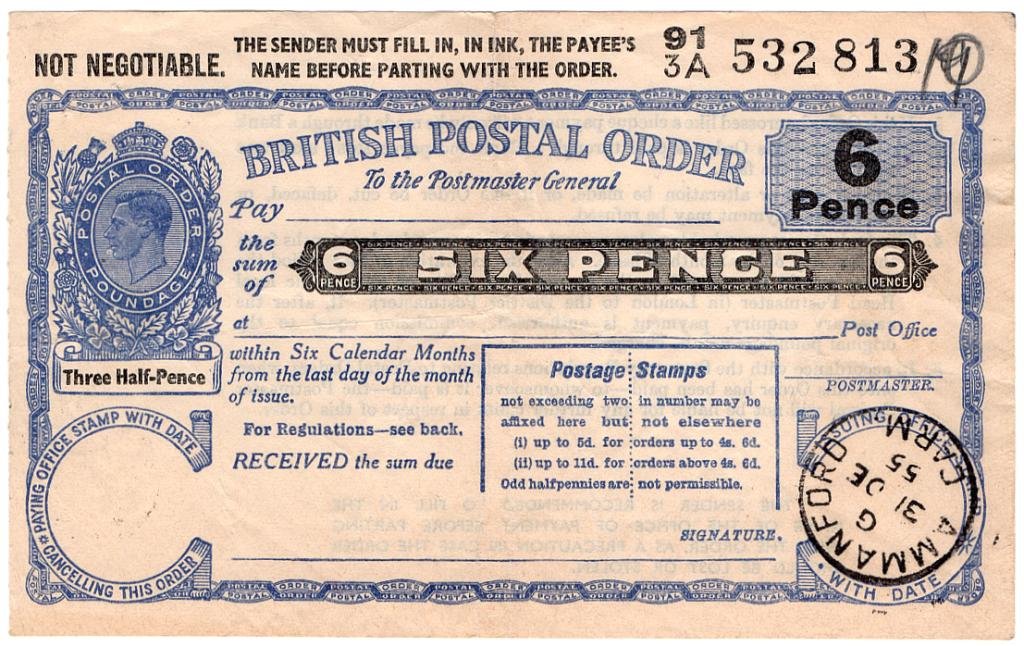 NOT NEGOTIABLE.
THE SENDER MUST FILL IN, IN INK, THE PAYEE'S
NAME BEFORE PARTING WITH THE ORDER.
91
3A 532 813
BRITISH POSTAL ORDER
To the Postmaster General
6
Pence
POSTAL ORDER
POUNDAGE
Three Half-Pence
Pay
the
sum
of
6 PENCE SIX PENCE 6 PENCE
at
Post Office
within Six Calendar Months
from the last day of the month
of issue.
For Regulations—see back.
RECEIVED the sum due
Postage Stamps
not exceeding two in number may be
affixed here but not elsewhere
(i) up to 5d. for orders up to 4s. 6d.
(ii) up to 11d. for orders above 4s. 6d.
Odd halfpennies are not permissible.
POSTMASTER.
SIGNATURE.
PAYING OFFICE STAMP WITH DATE
CANCELLING THIS ORDER
ISSUING OFFICE
WITH DATE
AMMANFORD
CARM
G
31 DE
55